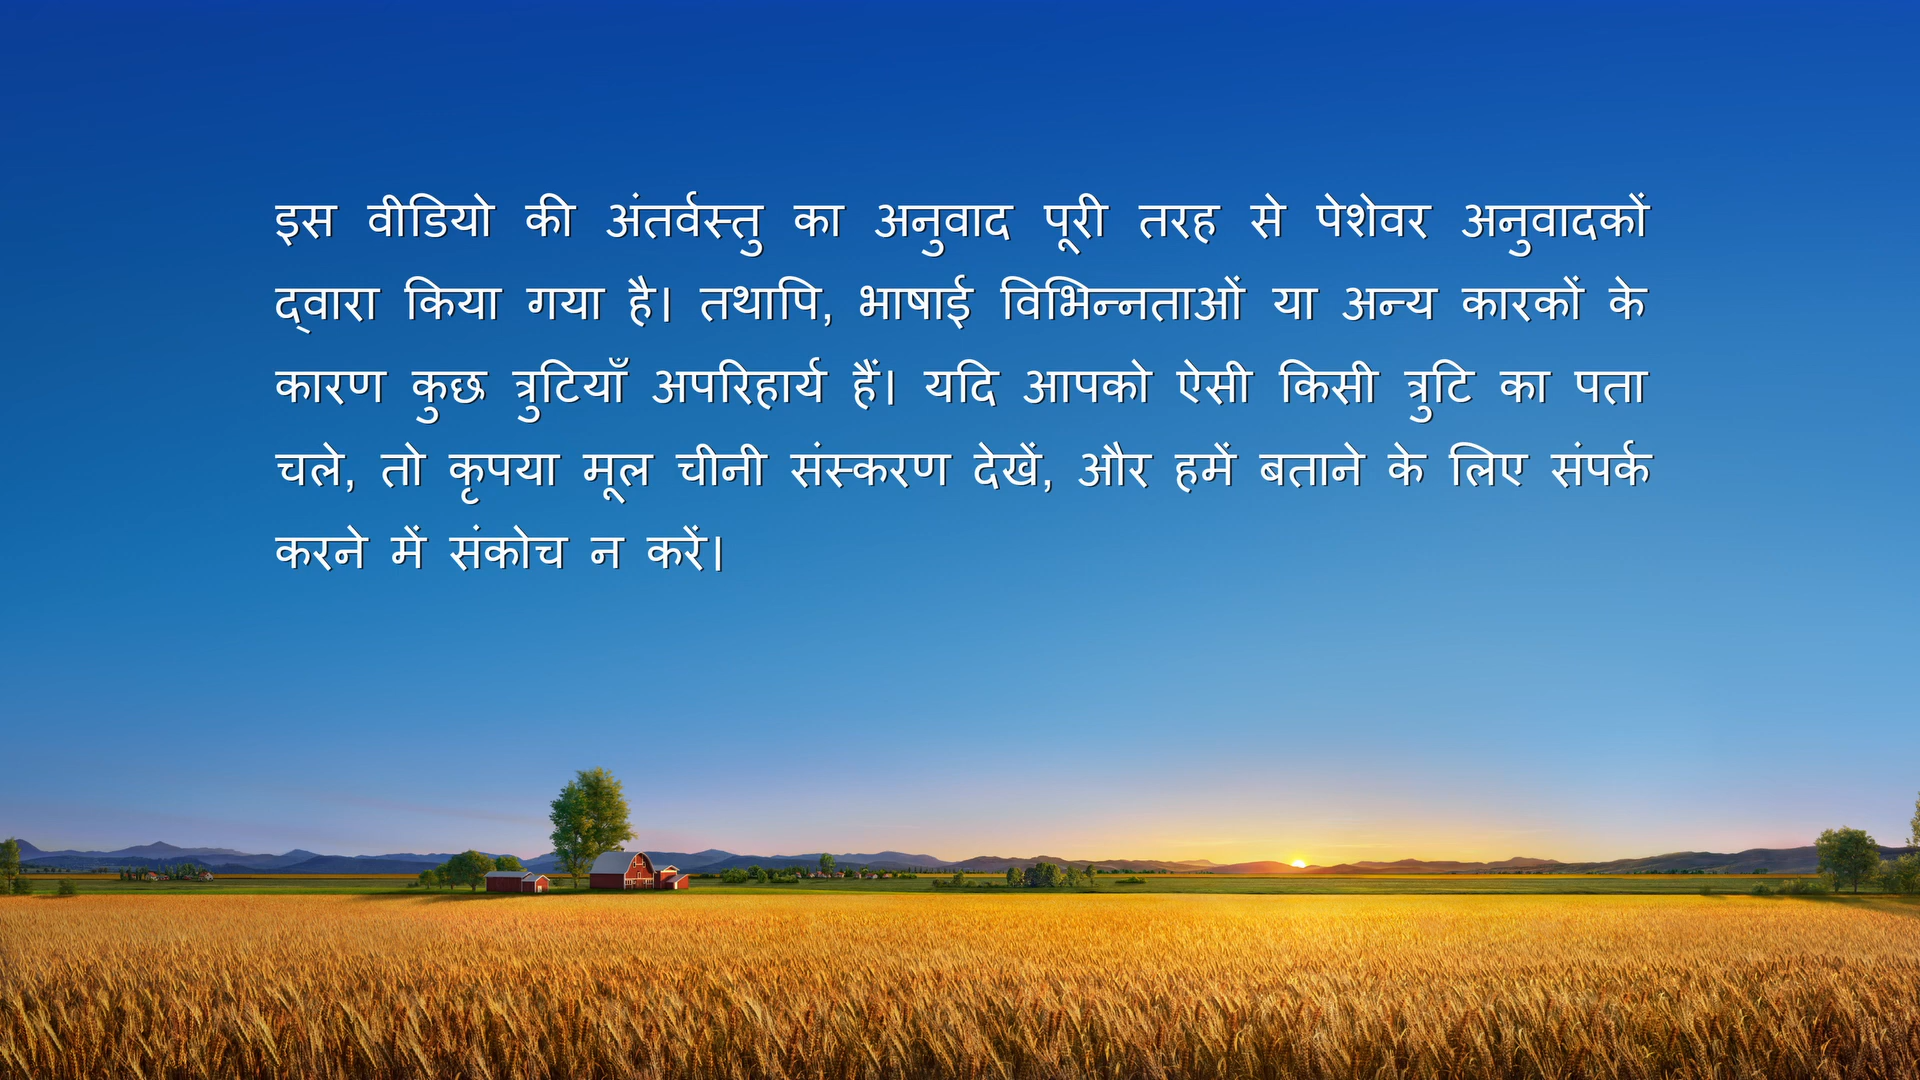 इस वीडियो की अंतर्वस्तु का अनुवाद पूरी तरह से पेशेवर अनुवादकों
द्वारा किया गया है। तथापि, भाषाई विभिन्नताओं या अन्य कारकों के
कारण कुछ त्रुटियाँ अपरिहार्य हैं। यदि आपको ऐसी किसी त्रुटि का पता
चले, तो कृपया मूल चीनी संस्करण देखें, और हमें बताने के लिए संपर्क
करने में संकोच न करें।